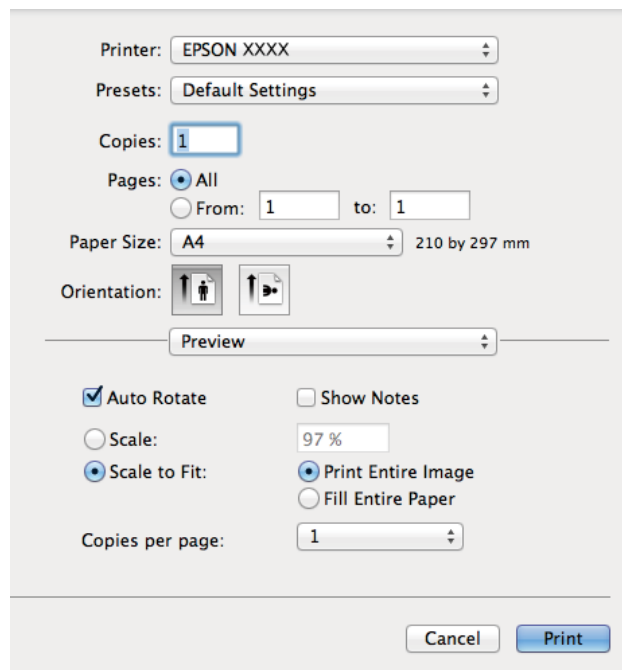 Printer: EPSON XXXX
Presets: Default Settings
Copies: 1
Pages: All
From: 1 to: 1
Paper Size: A4 210 by 297 mm
Orientation:
Preview
Auto Rotate Show Notes
Scale: 97 %
Scale to Fit: Print Entire Image
Fill Entire Paper
Copies per page: 1
Cancel Print